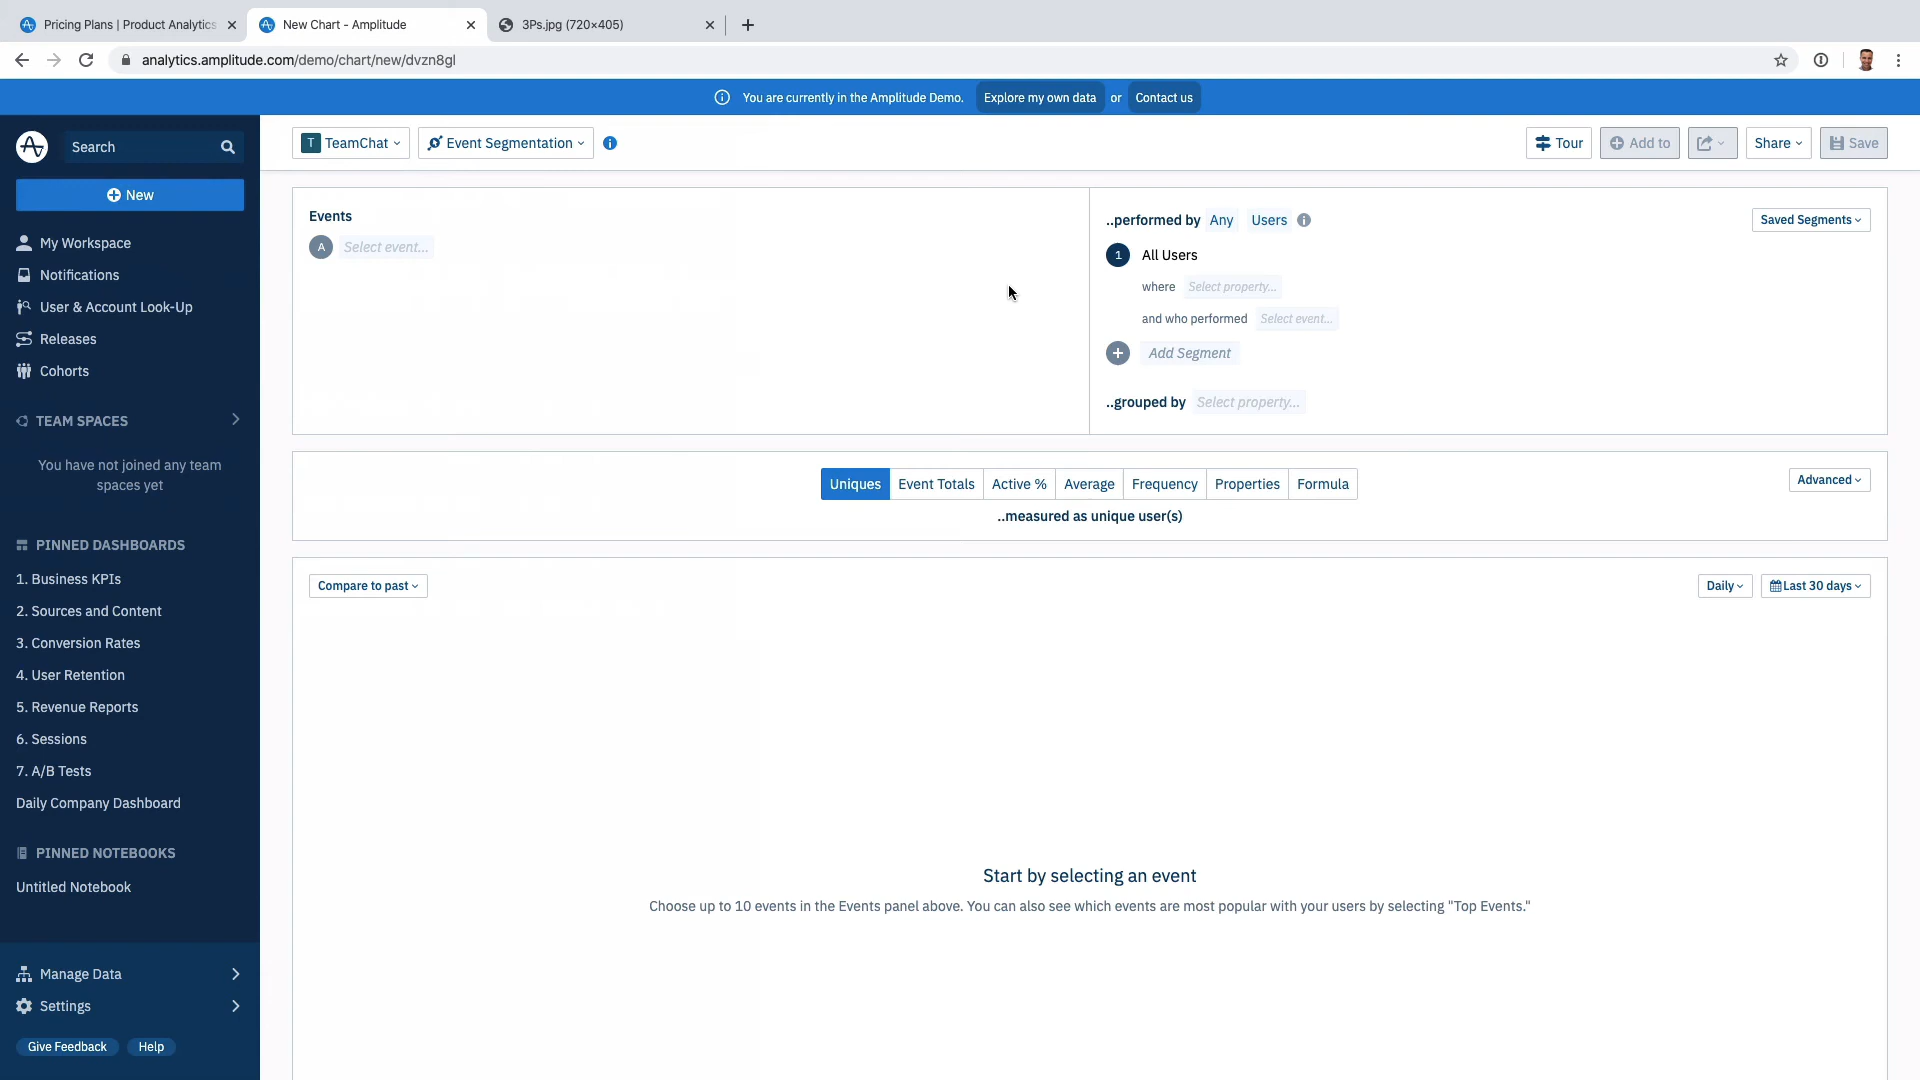 Pricing Plans | Product Analytics
New Chart - Amplitude
3Ps.jpg (720×405)
analytics.amplitude.com/demo/chart/new/dvzn8gl
You are currently in the Amplitude Demo.
Explore my own data
or
Contact us
Search
T TeamChat
Event Segmentation
Tour
Add to
Share
Save
New
My Workspace
Notifications
User & Account Look-Up
Releases
Cohorts
TEAM SPACES
You have not joined any team
spaces yet
PINNED DASHBOARDS
1. Business KPIs
2. Sources and Content
3. Conversion Rates
4. User Retention
5. Revenue Reports
6. Sessions
7. A/B Tests
Daily Company Dashboard
PINNED NOTEBOOKS
Untitled Notebook
Manage Data
Settings
Give Feedback
Help
Events
A Select event...
..performed by Any Users
Saved Segments
1 All Users
where Select property...
and who performed Select event...
Add Segment
..grouped by Select property...
Uniques
Event Totals
Active %
Average
Frequency
Properties
Formula
Advanced
..measured as unique user(s)
Compare to past
Daily
Last 30 days
Start by selecting an event
Choose up to 10 events in the Events panel above. You can also see which events are most popular with your users by selecting "Top Events."